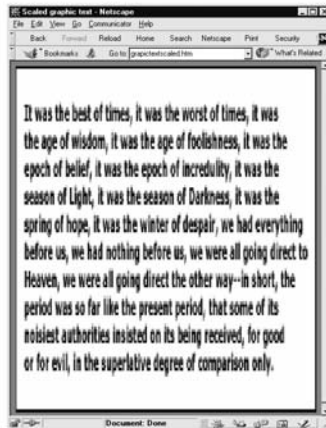 Scaled graphic text - Netscape
File Edit View Go Communicator Help
Back Forward Reload Home Search Netscape Print Security
Bookmarks Go to: grapictextscaled.htm What's Related
It was the best of times, it was the worst of times, it was
the age of wisdom, it was the age of foolishness, it was the
epoch of belief, it was the epoch of incredulity, it was the
season of Light, it was the season of Darkness, it was the
spring of hope, it was the winter of despair, we had everything
before us, we had nothing before us, we were all going direct to
Heaven, we were all going direct the other way--in short, the
period was so far like the present period, that some of its
noisiest authorities insisted on its being received, for good
or for evil, in the superlative degree of comparison only.
Document: Done